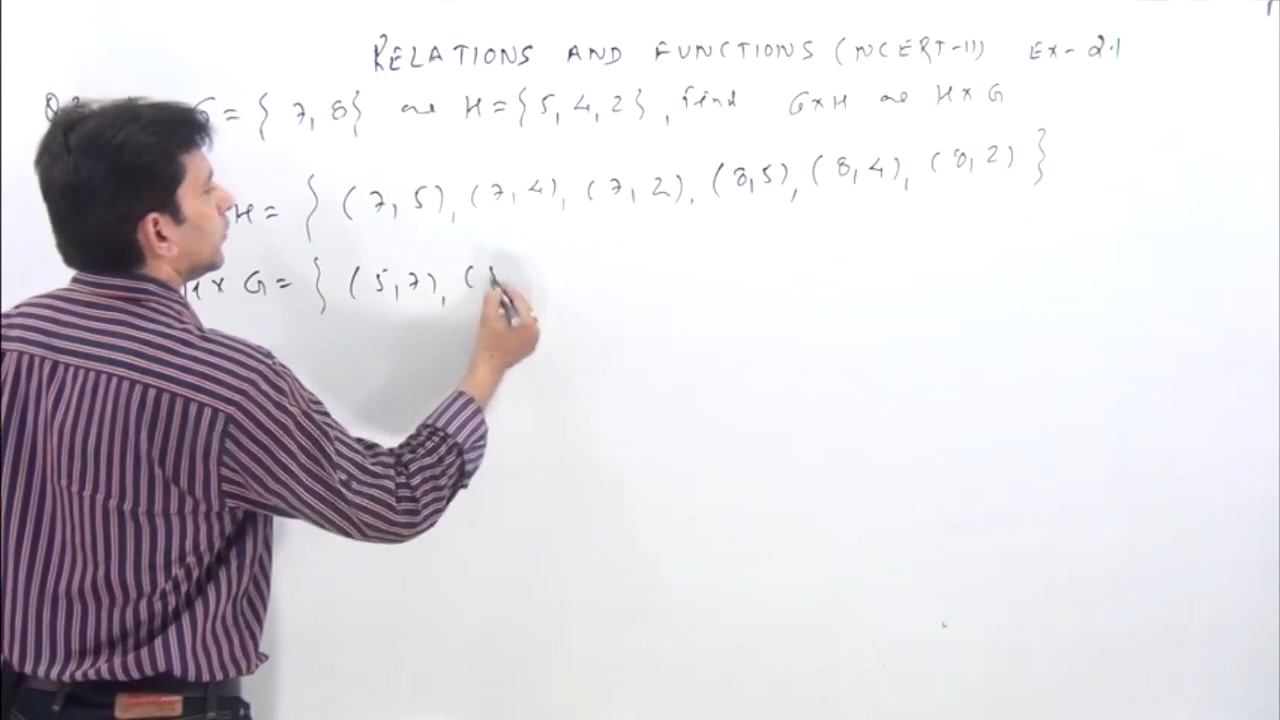 RELATIONS AND FUNCTIONS (NCERT-11) EX-2.1
G = { 7, 8 } and H = { 5, 4, 2 }, find G×H and H×G
H = { (7, 5), (7, 4), (7, 2), (8, 5), (8, 4), (8, 2) }
H × G = { (5, 7), (